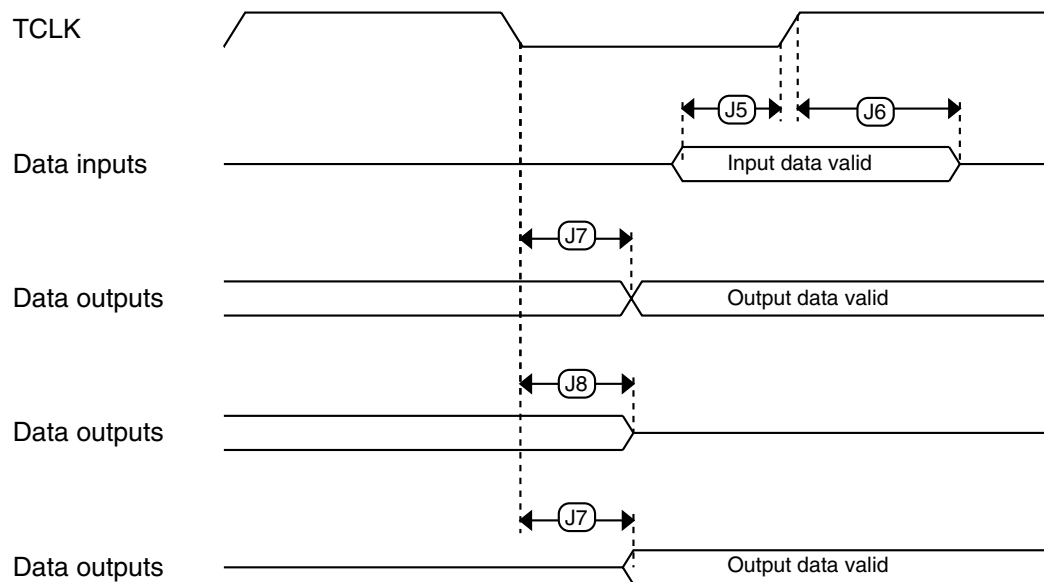 TCLK
J5
J6
Data inputs
Input data valid
J7
Data outputs
Output data valid
J8
Data outputs
J7
Data outputs
Output data valid